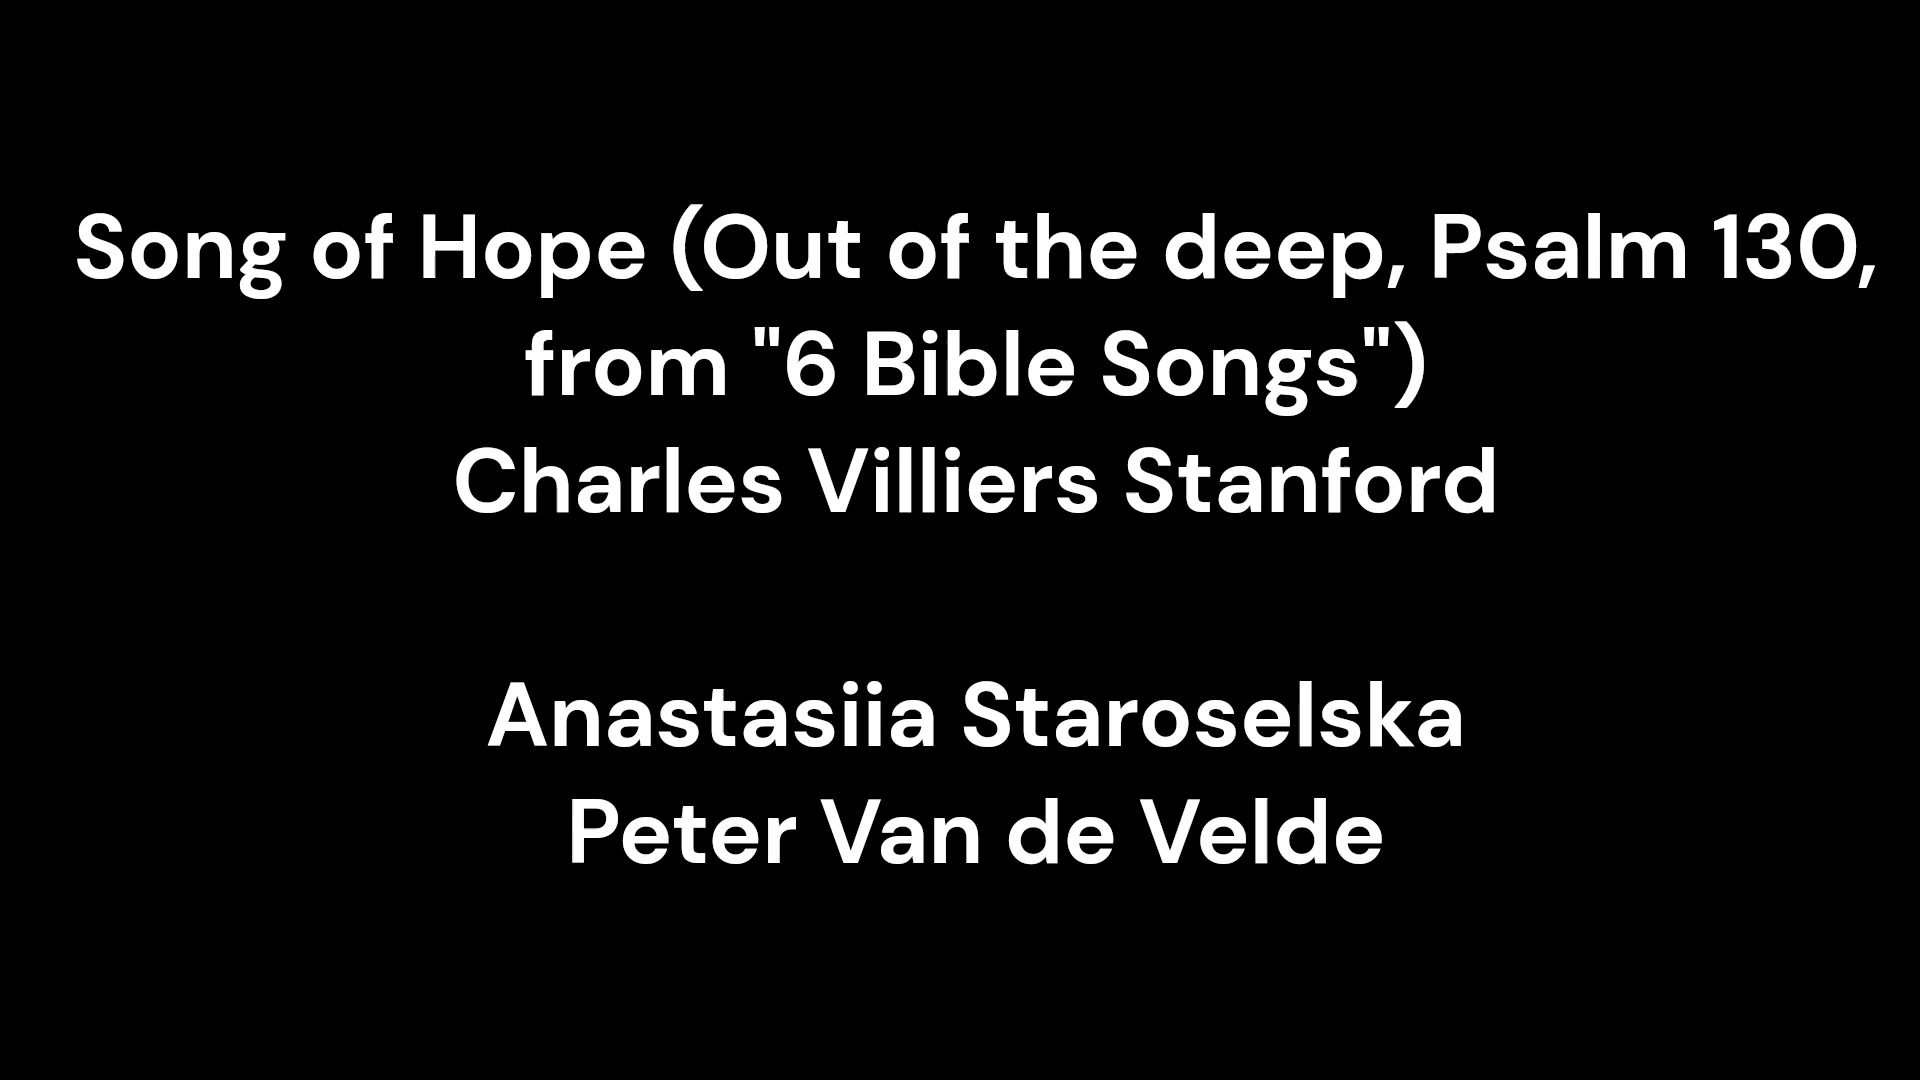 Song of Hope (Out of the deep, Psalm 130,
from "6 Bible Songs")
Charles Villiers Stanford
Anastasiia Staroselska
Peter Van de Velde